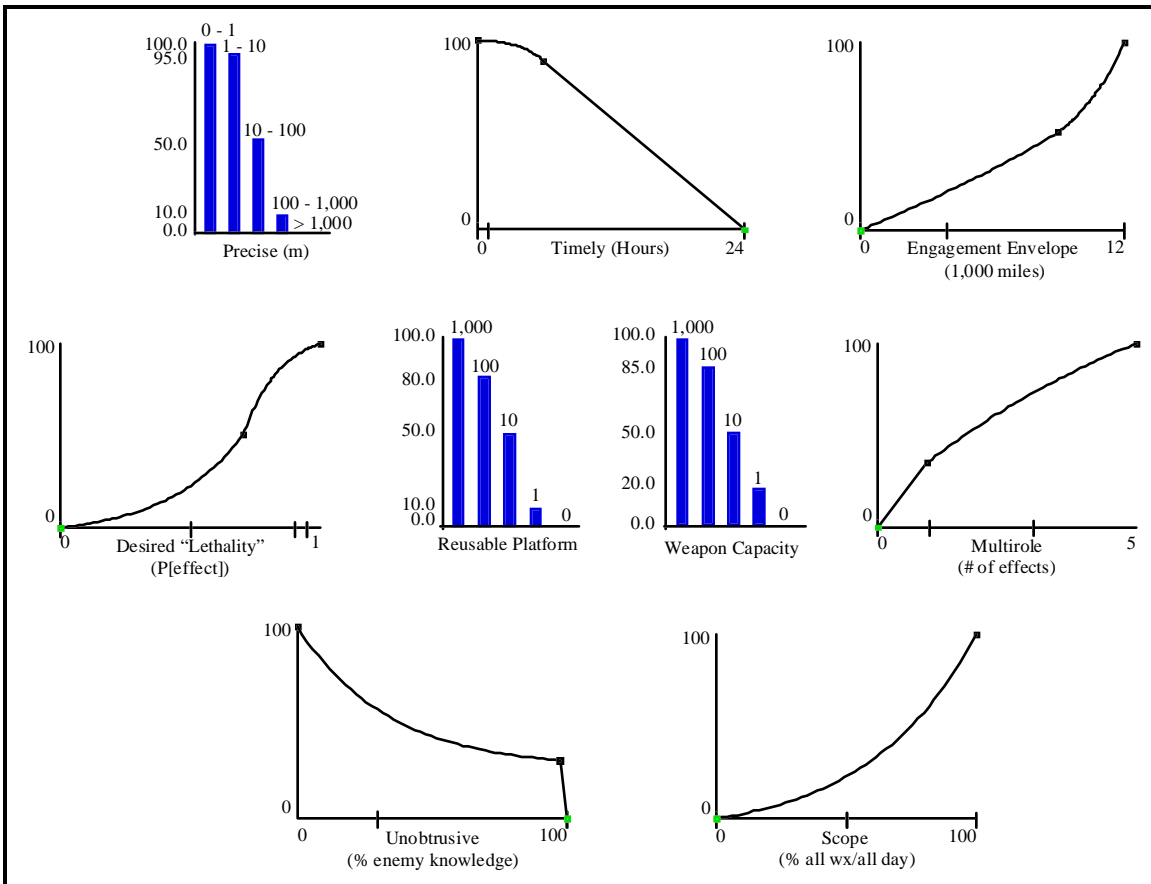 0 - 1
100.0
95.0
1 - 10
10 - 100
50.0
100 - 1,000
10.0
> 1,000
0.0
Precise (m)
100
0
0
24
Timely (Hours)
100
0
0
12
Engagement Envelope
(1,000 miles)
100
0
0
1
Desired “Lethality”
(P[effect])
1,000
100.0
100
80.0
10
50.0
1
0
10.0
0.0
Reusable Platform
1,000
100.0
100
85.0
10
50.0
1
20.0
0
0.0
Weapon Capacity
100
0
0
5
Multirole
(# of effects)
100
0
0
100
Unobtrusive
(% enemy knowledge)
100
0
0
100
Scope
(% all wx/all day)